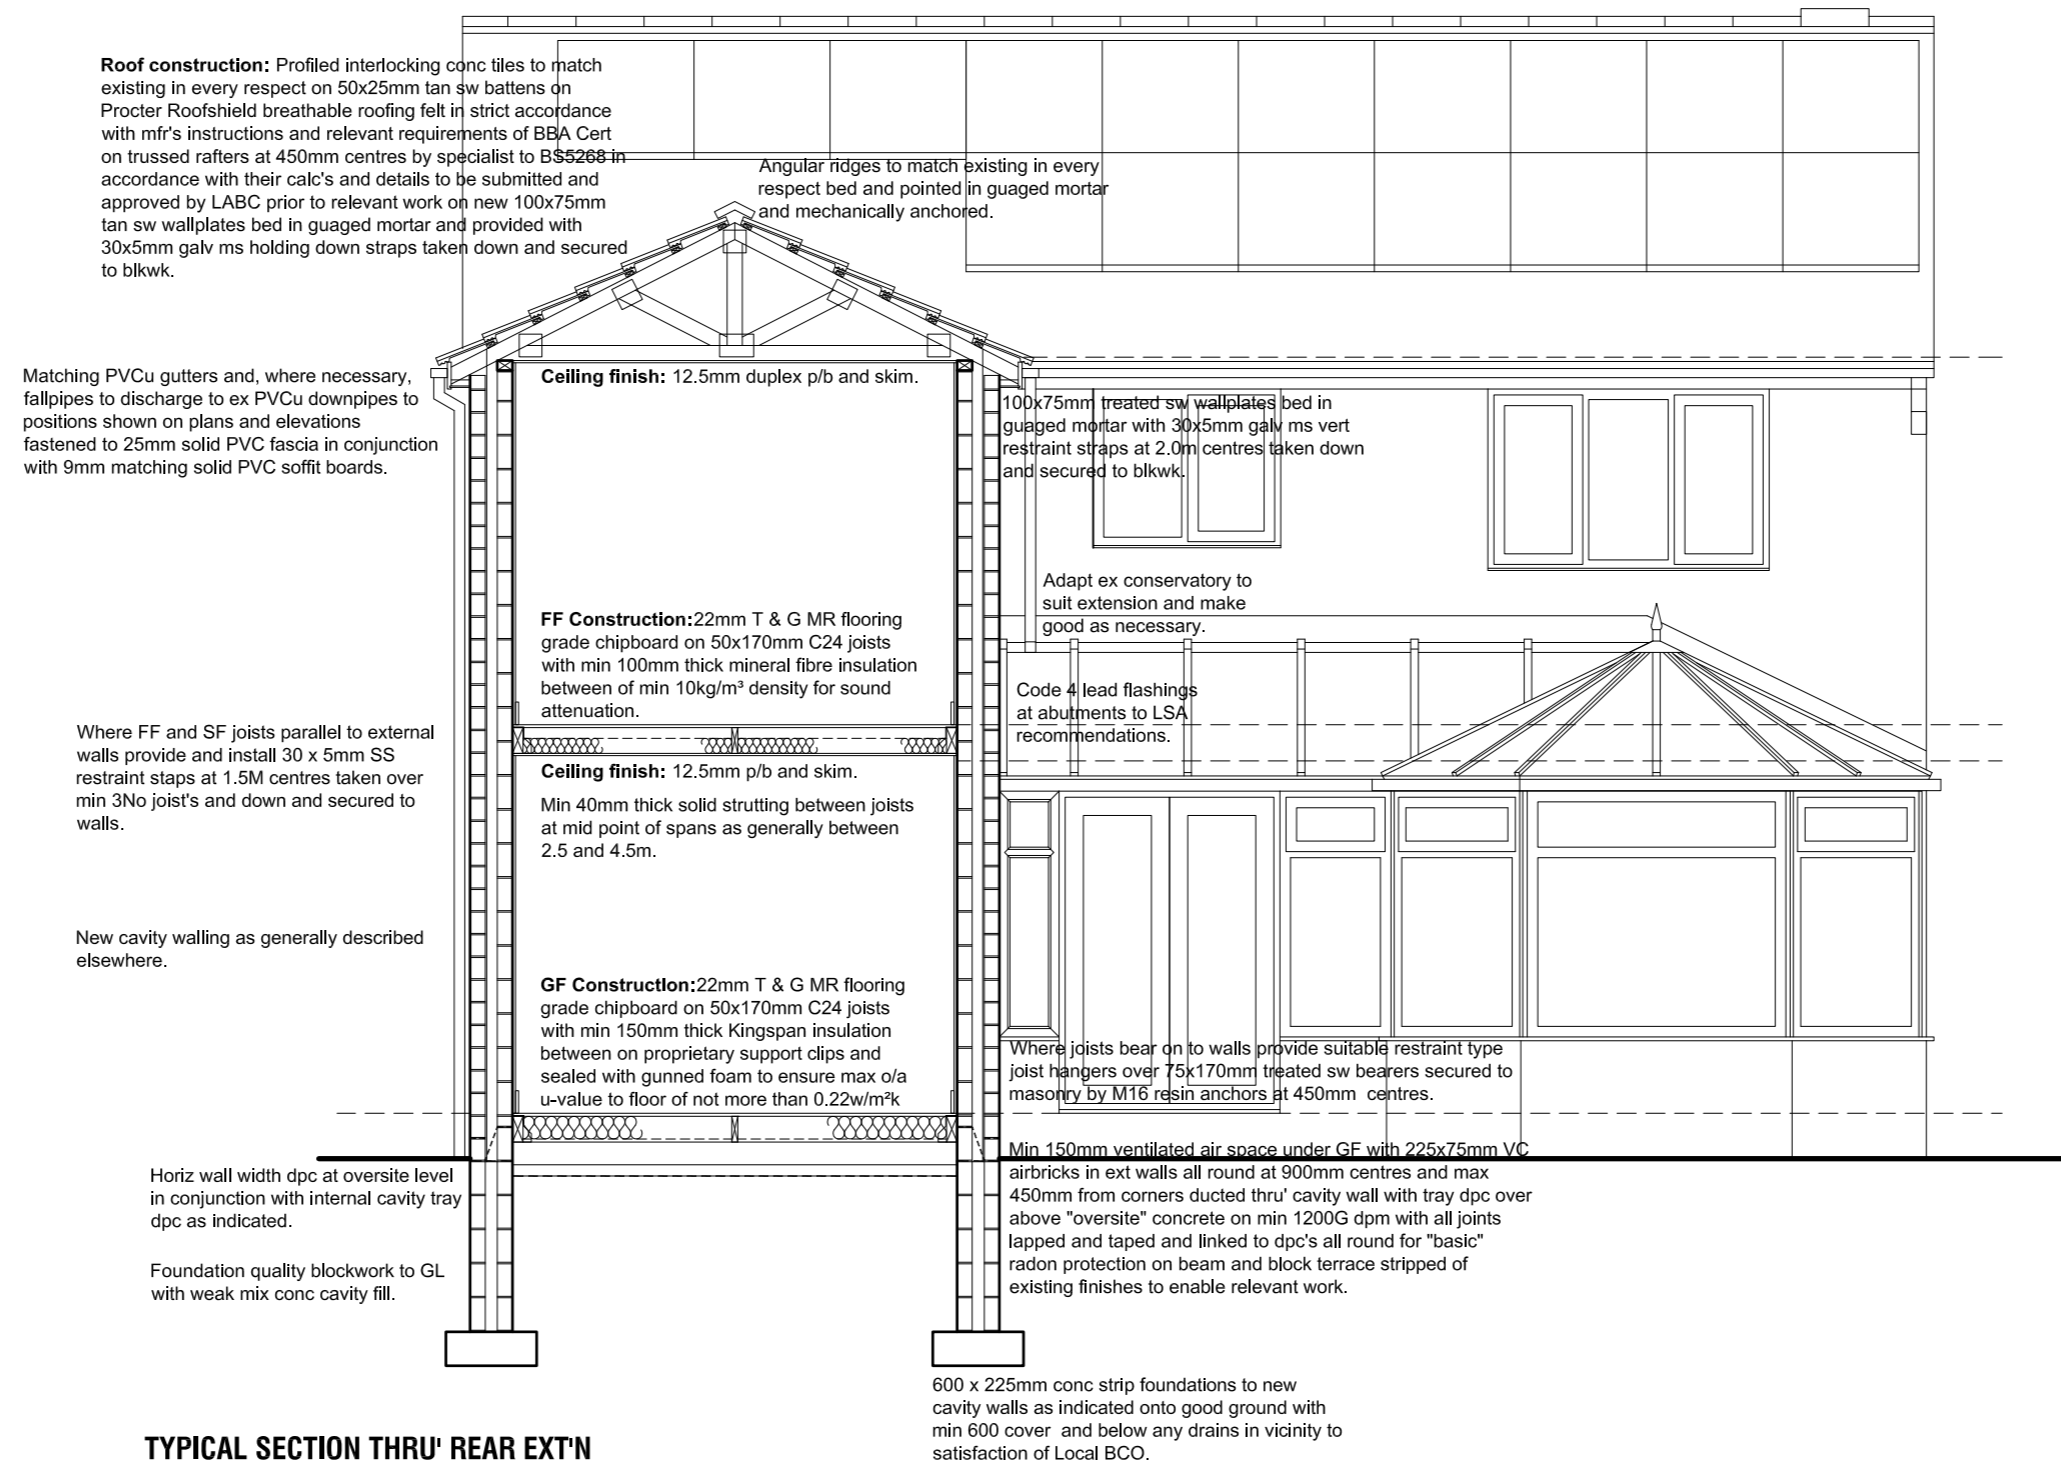 Roof construction: Profiled interlocking conc tiles to match
existing in every respect on 50x25mm tan sw battens on
Procter Roofshield breathable roofing felt in strict accordance
with mfr's instructions and relevant requirements of BBA Cert
on trussed rafters at 450mm centres by specialist to BS5268 in
accordance with their calc's and details to be submitted and
approved by LABC prior to relevant work on new 100x75mm
tan sw wallplates bed in guaged mortar and provided with
30x5mm galv ms holding down straps taken down and secured
to blkwk.
Angular ridges to match existing in every
respect bed and pointed in guaged mortar
and mechanically anchored.
Matching PVCu gutters and, where necessary,
fallpipes to discharge to ex PVCu downpipes to
positions shown on plans and elevations
fastened to 25mm solid PVC fascia in conjunction
with 9mm matching solid PVC soffit boards.
Ceiling finish: 12.5mm duplex p/b and skim.
100x75mm treated sw wallplates bed in
guaged mortar with 30x5mm galv ms vert
restraint straps at 2.0m centres taken down
and secured to blkwk.
Adapt ex conservatory to
suit extension and make
good as necessary.
FF Construction:22mm T & G MR flooring
grade chipboard on 50x170mm C24 joists
with min 100mm thick mineral fibre insulation
between of min 10kg/m³ density for sound
attenuation.
Code 4 lead flashings
at abutments to LSA
recommendations.
Where FF and SF joists parallel to external
walls provide and install 30 x 5mm SS
restraint staps at 1.5M centres taken over
min 3No joist's and down and secured to
walls.
Ceiling finish: 12.5mm p/b and skim.
Min 40mm thick solid strutting between joists
at mid point of spans as generally between
2.5 and 4.5m.
New cavity walling as generally described
elsewhere.
GF Construction:22mm T & G MR flooring
grade chipboard on 50x170mm C24 joists
with min 150mm thick Kingspan insulation
between on proprietary support clips and
sealed with gunned foam to ensure max o/a
u-value to floor of not more than 0.22w/m²k
Where joists bear on to walls provide suitable restraint type
joist hangers over 75x170mm treated sw bearers secured to
masonry by M16 resin anchors at 450mm centres.
Min 150mm ventilated air space under GF with 225x75mm VC
airbricks in ext walls all round at 900mm centres and max
450mm from corners ducted thru' cavity wall with tray dpc over
above "oversite" concrete on min 1200G dpm with all joints
lapped and taped and linked to dpc's all round for "basic"
radon protection on beam and block terrace stripped of
existing finishes to enable relevant work.
Horiz wall width dpc at oversite level
in conjunction with internal cavity tray
dpc as indicated.
Foundation quality blockwork to GL
with weak mix conc cavity fill.
600 x 225mm conc strip foundations to new
cavity walls as indicated onto good ground with
min 600 cover and below any drains in vicinity to
satisfaction of Local BCO.
TYPICAL SECTION THRU' REAR EXT'N